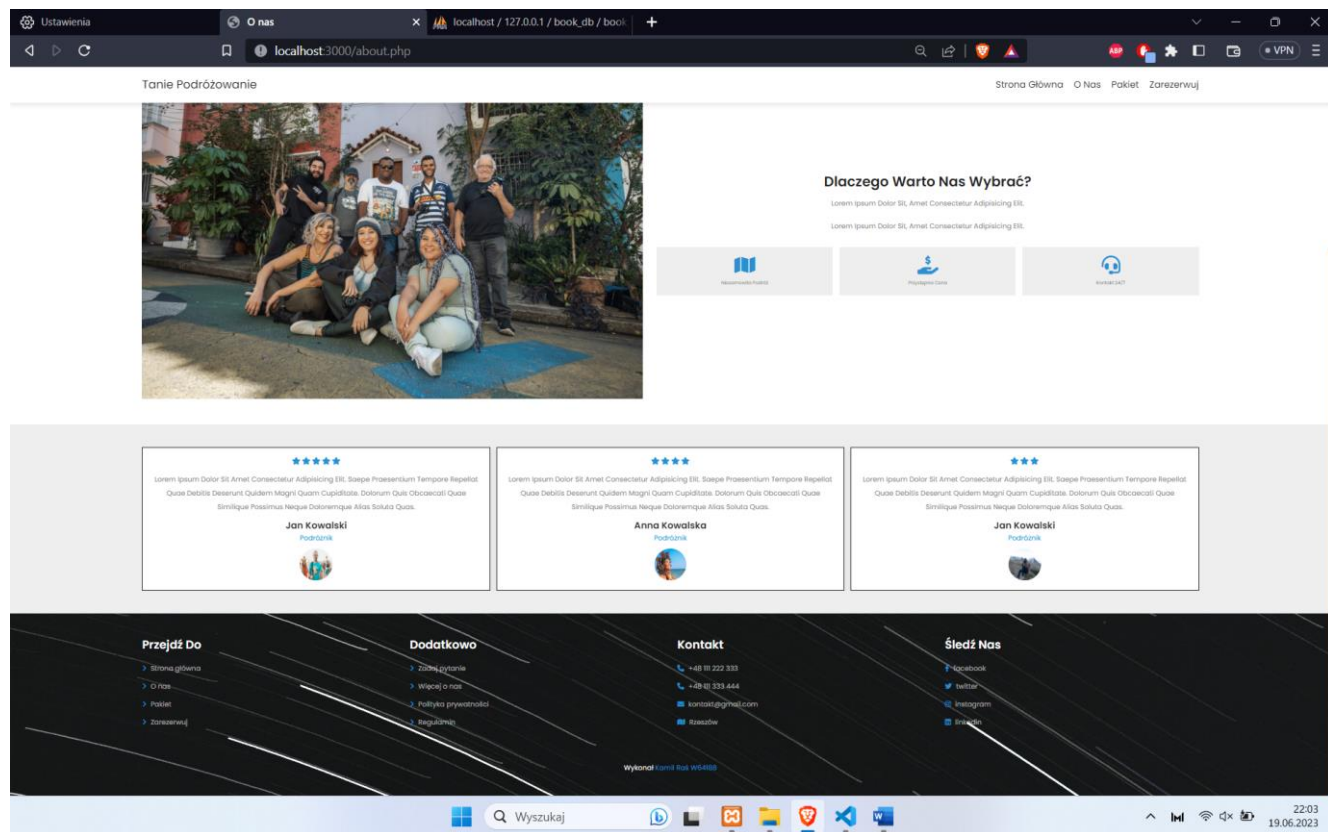 Ustawienia
O nas
localhost / 127.0.0.1 / book_db / book
localhost:3000/about.php
ABP
VPN
Tanie Podróżowanie
Strona Główna O Nas Pakiet Zarezerwuj
Dlaczego Warto Nas Wybrać?
Lorem Ipsum Dolor Sit, Amet Consectetur Adipisicing Elit.
Lorem Ipsum Dolor Sit, Amet Consectetur Adipisicing Elit.
Niesamowite Podróż
Przystępna Cena
Kontakt 24/7
Lorem Ipsum Dolor Sit Amet Consectetur Adipisicing Elit. Saepe Praesentium Tempore Repellat
Quae Debitis Deserunt Quidem Magni Quam Cupiditate. Dolorum Quis Obcaecati Quae
Similique Possimus Neque Doloremque Alias Soluta Quas.
Jan Kowalski
Podróżnik
Lorem Ipsum Dolor Sit Amet Consectetur Adipisicing Elit. Saepe Praesentium Tempore Repellat
Quae Debitis Deserunt Quidem Magni Quam Cupiditate. Dolorum Quis Obcaecati Quae
Similique Possimus Neque Doloremque Alias Soluta Quas.
Anna Kowalska
Podróżnik
Lorem Ipsum Dolor Sit Amet Consectetur Adipisicing Elit. Saepe Praesentium Tempore Repellat
Quae Debitis Deserunt Quidem Magni Quam Cupiditate. Dolorum Quis Obcaecati Quae
Similique Possimus Neque Doloremque Alias Soluta Quas.
Jan Kowalski
Podróżnik
Przejdź Do
Strona główna
O nas
Pakiet
Zarezerwuj
Dodatkowo
Zadaj pytanie
Więcej o nas
Polityka prywatności
Regulamin
Kontakt
+48 111 222 333
+48 111 333 444
kontakt@gmail.com
Rzeszów
Śledź Nas
facebook
twitter
instagram
linkedin
Wykonał Kamil Raś W64188
Wyszukaj
22:03
19.06.2023